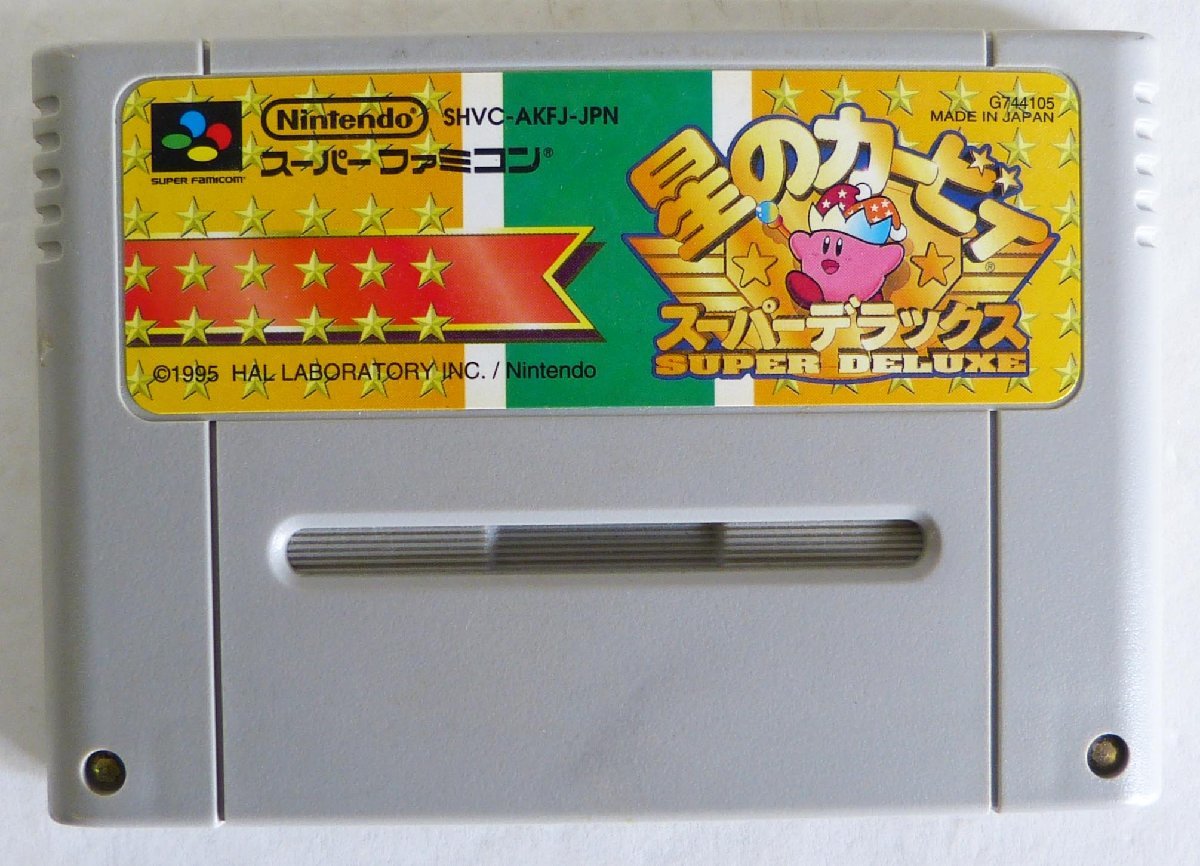 Nintendo® SHVC-AKFJ-JPN
スーパーファミコン®
SUPER FAMICOM™
G744105
MADE IN JAPAN
星のカービィ
®
スーパーデラックス
SUPER DELUXE
©1995 HAL LABORATORY INC. / Nintendo